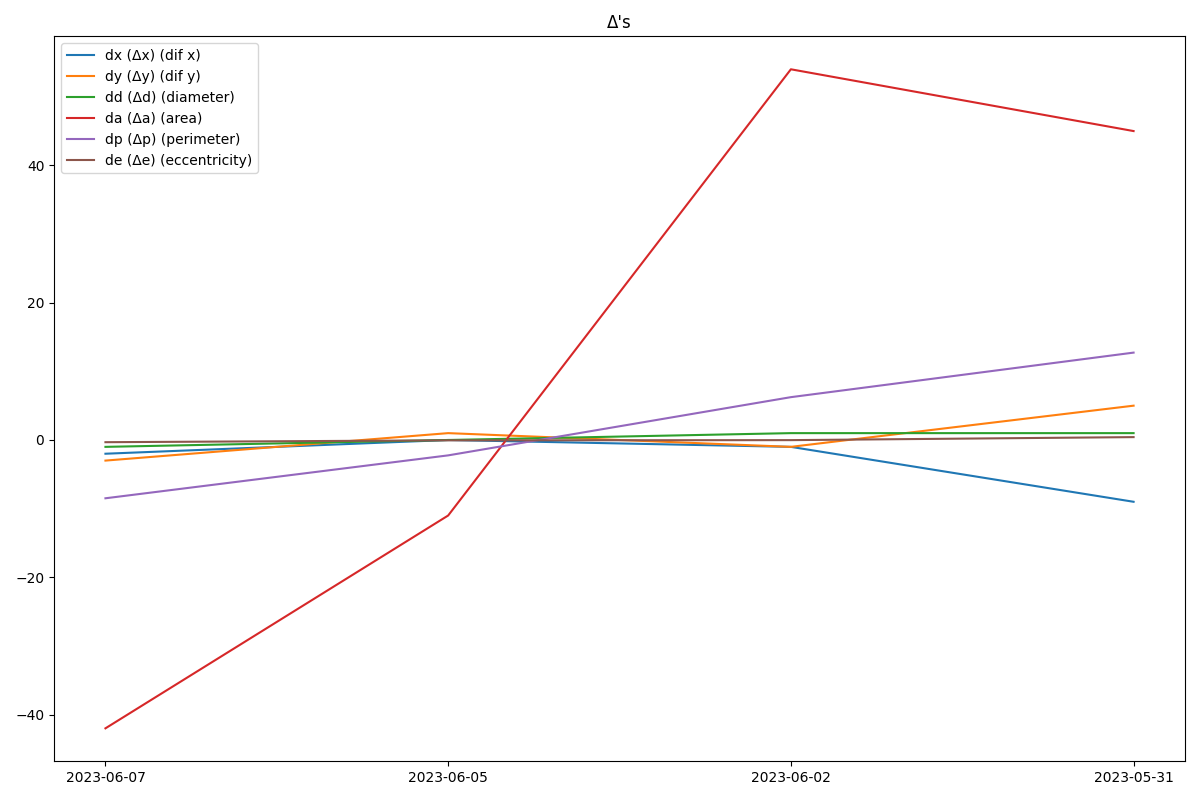 Δ's
dx (Δx) (dif x)
dy (Δy) (dif y)
dd (Δd) (diameter)
da (Δa) (area)
dp (Δp) (perimeter)
de (Δe) (eccentricity)
40
20
0
−20
−40
2023-06-07 2023-06-05 2023-06-02 2023-05-31